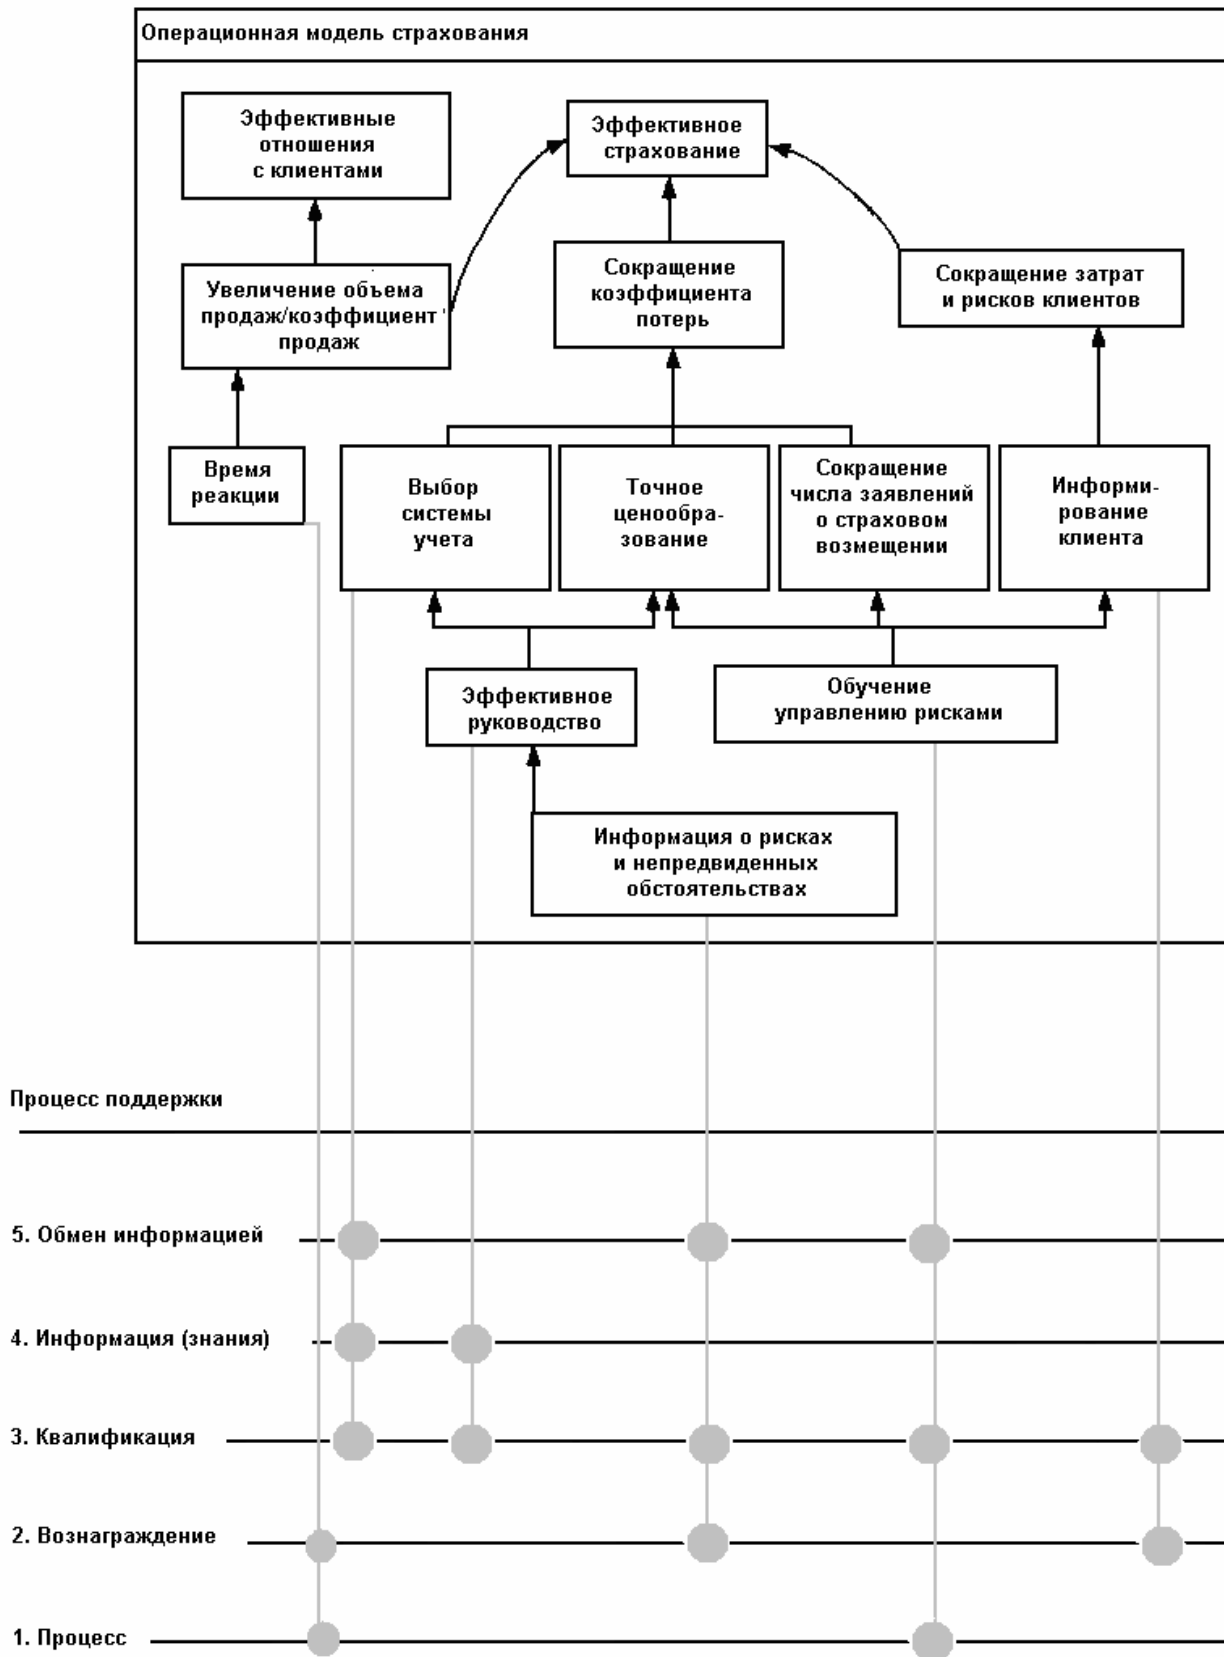 Операционная модель страхования
Эффективные
отношения
с клиентами
Эффективное
страхование
Увеличение объема
продаж/коэффициент
продаж
Сокращение
коэффициента
потерь
Сокращение затрат
и рисков клиентов
Время
реакции
Выбор
системы
учета
Точное
ценообра-
зование
Сокращение
числа заявлений
о страховом
возмещении
Информи-
рование
клиента
Эффективное
руководство
Обучение
управлению рисками
Информация о рисках
и непредвиденных
обстоятельствах
Процесс поддержки
5. Обмен информацией
4. Информация (знания)
3. Квалификация
2. Вознаграждение
1. Процесс